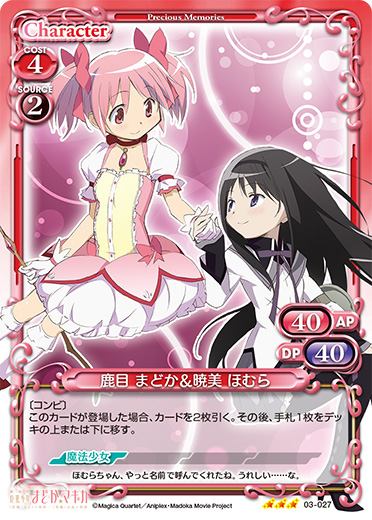 Precious Memories
Character
COST
4
SOURCE
2
40 AP
DP 40
鹿目 まどか&暁美 ほむら
[コンビ]
このカードが登場した場合、カードを2枚引く。その後、手札1枚をデッ
キの上または下に移す。
魔法少女
ほむらちゃん、やっと名前で呼んでくれたね。うれしい……な。
©Magica Quartet/Aniplex・Madoka Movie Project
03-027